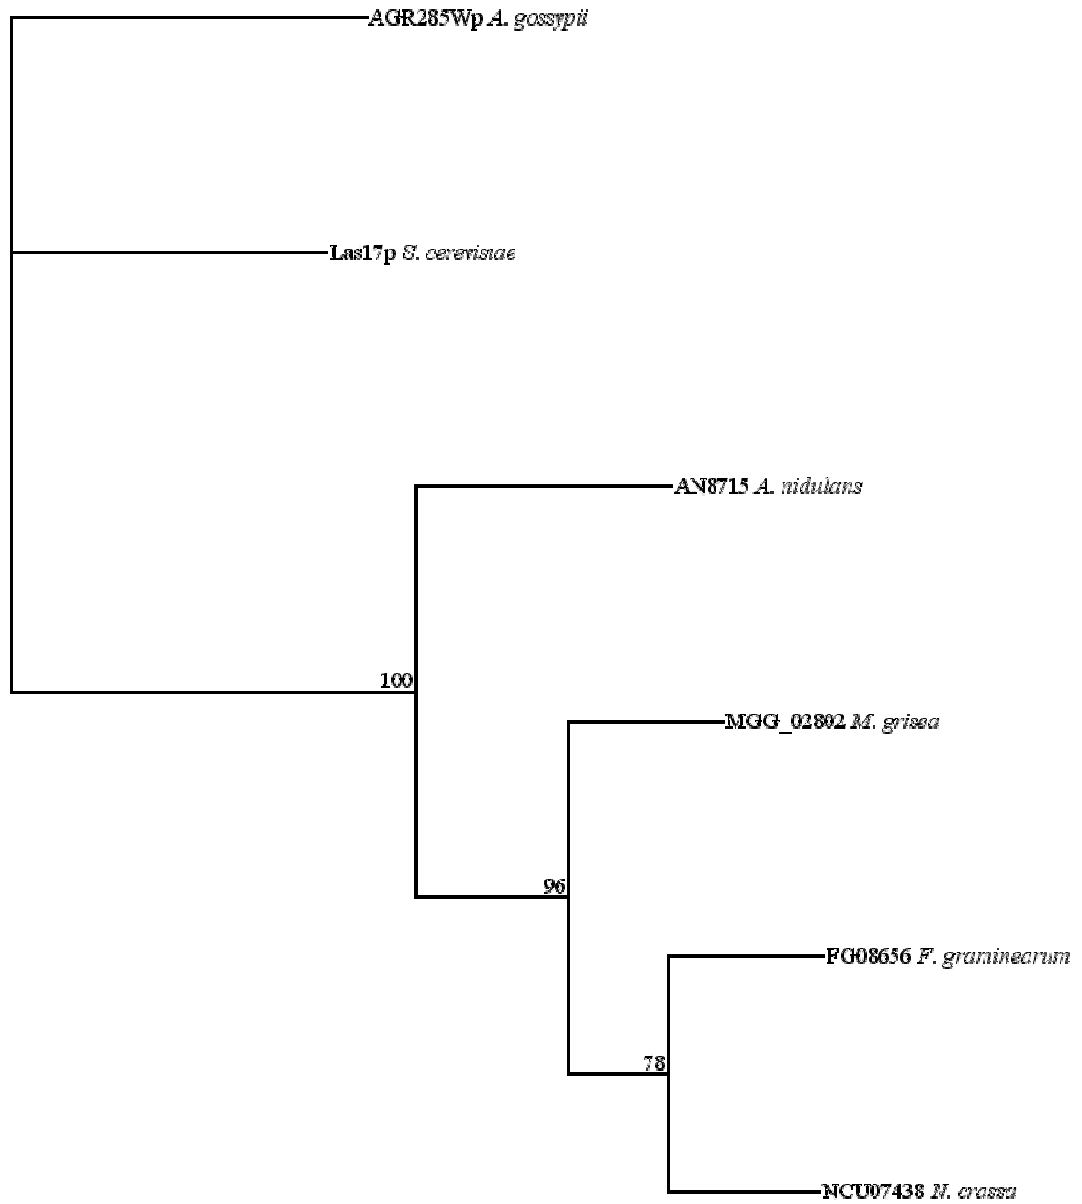 AGR285Wp A. gossypii
Las17p S. cerevisiae
AN8715 A. nidulans
100
MGG_02802 M. grisea
96
FG08656 F. graminearum
78
NCU07438 N. crassa